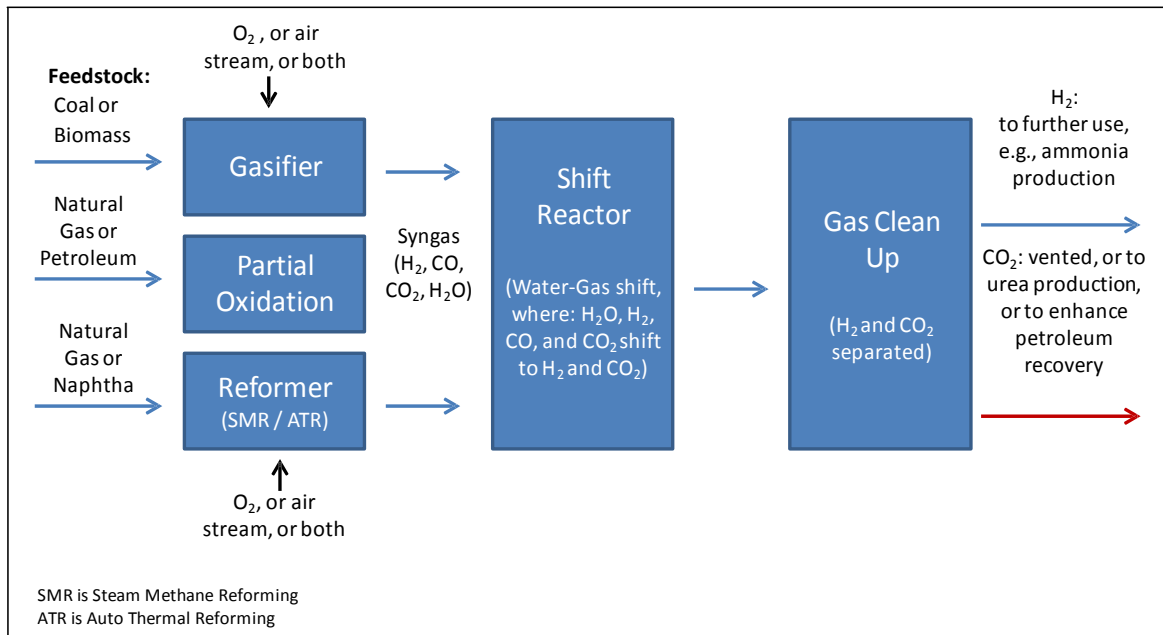 O₂ , or air
stream, or both
Feedstock:
Coal or
Biomass
Gasifier
Natural
Gas or
Petroleum
Partial
Oxidation
Natural
Gas or
Naphtha
Reformer
(SMR / ATR)
O₂, or air
stream, or both
Syngas
(H₂, CO,
CO₂, H₂O)
Shift
Reactor
(Water-Gas shift,
where: H₂O, H₂,
CO, and CO₂ shift
to H₂ and CO₂)
Gas Clean
Up
(H₂ and CO₂
separated)
H₂:
to further use,
e.g., ammonia
production
CO₂: vented, or to
urea production,
or to enhance
petroleum
recovery
SMR is Steam Methane Reforming
ATR is Auto Thermal Reforming